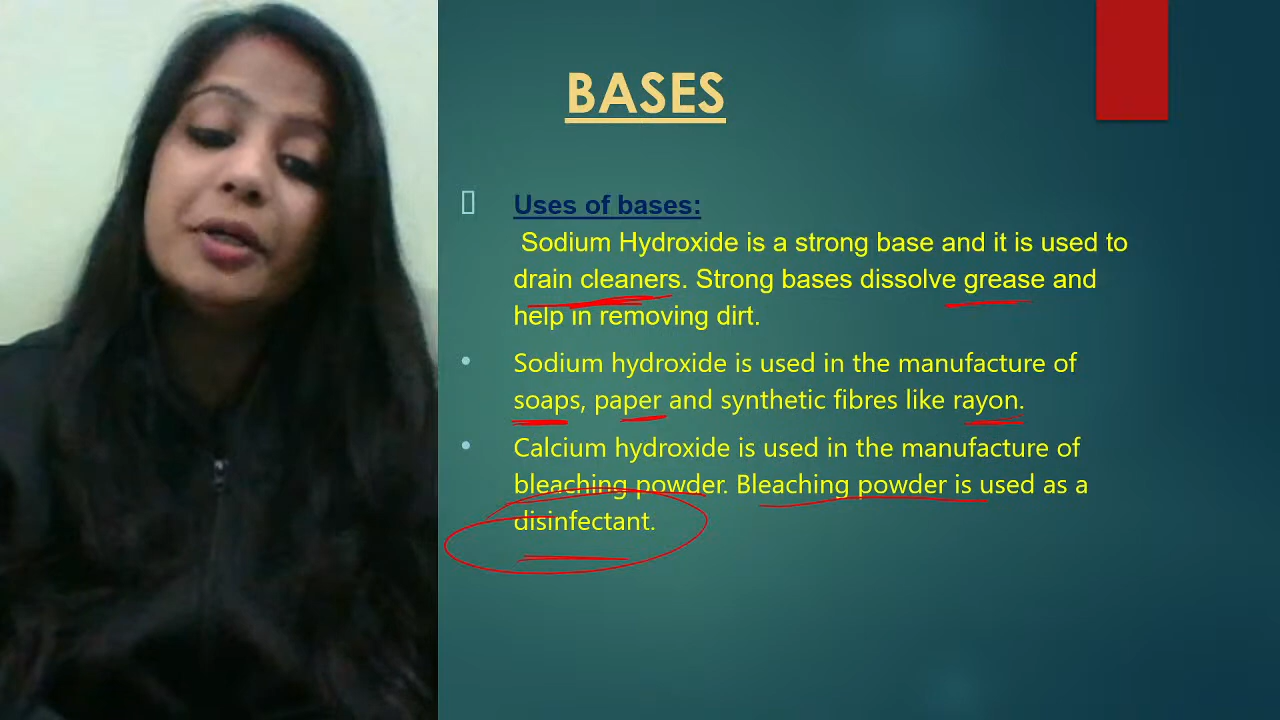 BASES
Uses of bases:
Sodium Hydroxide is a strong base and it is used to
drain cleaners. Strong bases dissolve grease and
help in removing dirt.
• Sodium hydroxide is used in the manufacture of
soaps, paper and synthetic fibres like rayon.
• Calcium hydroxide is used in the manufacture of
bleaching powder. Bleaching powder is used as a
disinfectant.